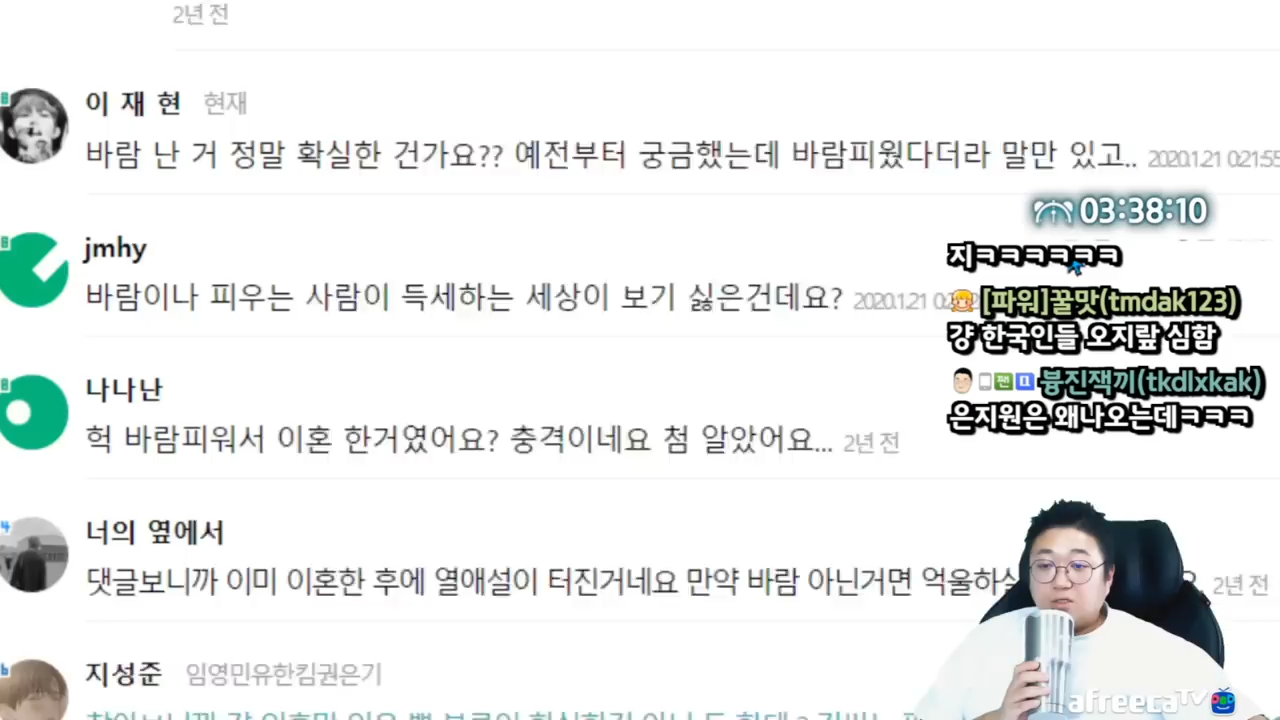 2년 전
이 재 현 현재
바람 난 거 정말 확실한 건가요?? 예전부터 궁금했는데 바람피웠다더라 말만 있고.. 2020.1.21 0:21:55
03:38:10
jmhy
바람이나 피우는 사람이 득세하는 세상이 보기 싫은건데요? 2020.1.21
지ㅋㅋㅋㅋㅋㅋ
[파워]꿀맛(tmdak123)
걍 한국인들 오지랖 심함
팬
븅진잭끼(tkdlxkak)
은지원은 왜나오는데ㅋㅋㅋ
나나난
헉 바람피워서 이혼 한거였어요? 충격이네요 첨 알았어요... 2년 전
너의 옆에서
댓글보니까 이미 이혼한 후에 열애설이 터진거네요 만약 바람 아닌거면 억울하 2년 전
지성준 임영민유한킴권은기
afreecaTV